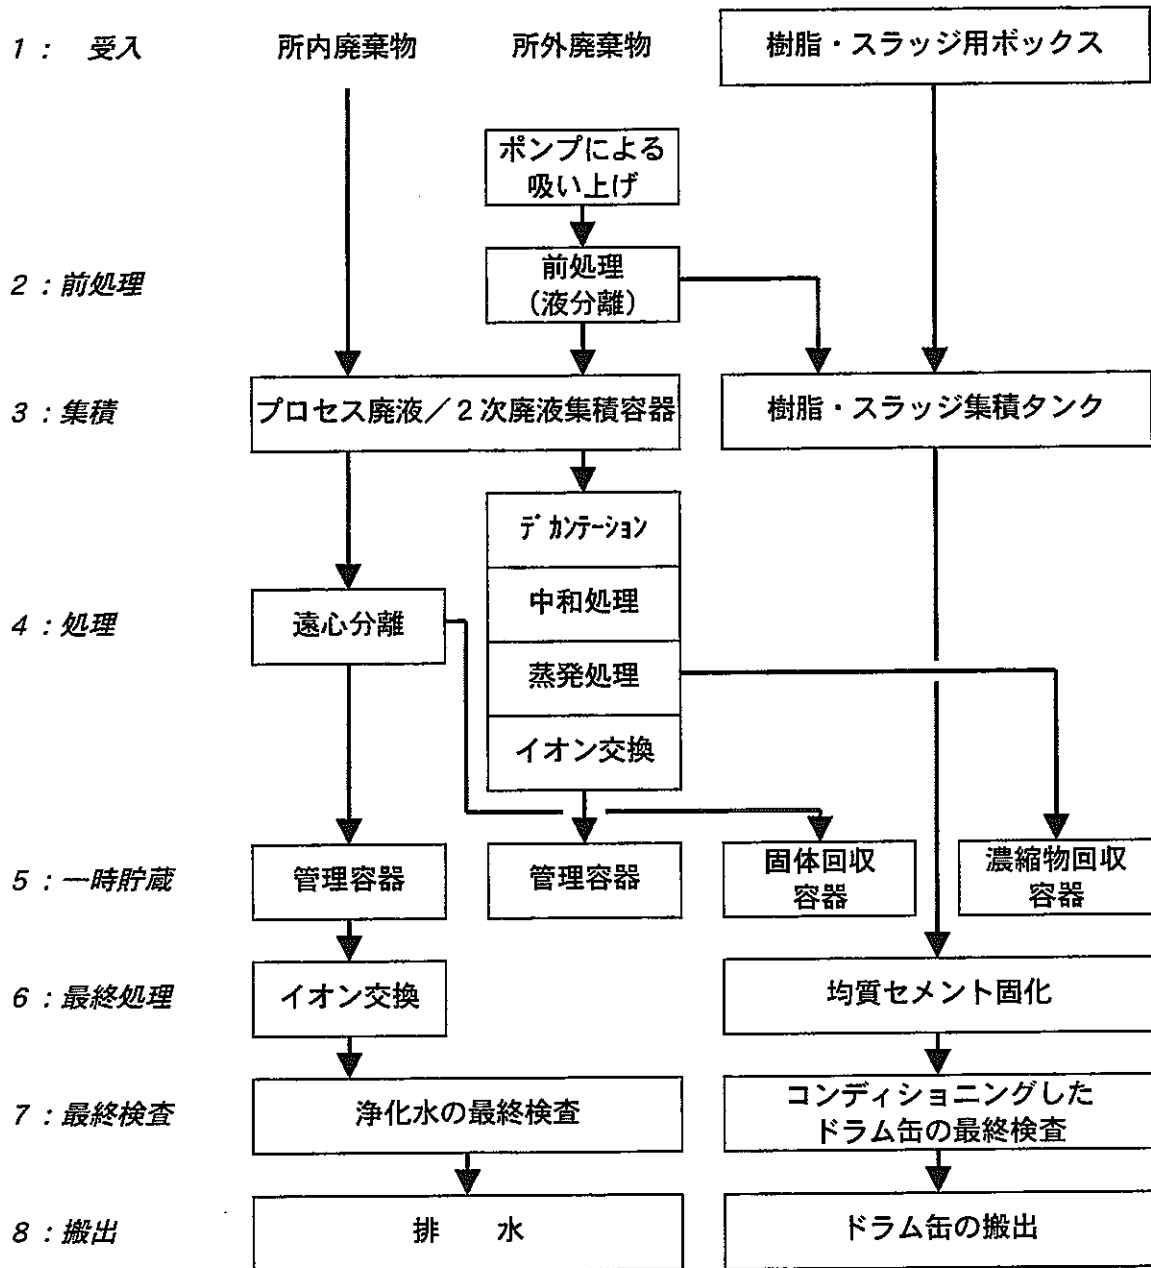 1： 受入
所内廃棄物
所外廃棄物
樹脂・スラッジ用ボックス
ポンプによる
吸い上げ
2：前処理
前処理
（液分離）
3：集積
プロセス廃液／2次廃液集積容器
樹脂・スラッジ集積タンク
デカンテーション
4：処理
遠心分離
中和処理
蒸発処理
イオン交換
5：一時貯蔵
管理容器
管理容器
固体回収
容器
濃縮物回収
容器
6：最終処理
イオン交換
均質セメント固化
7：最終検査
浄化水の最終検査
コンディショニングした
ドラム缶の最終検査
8：搬出
排　水
ドラム缶の搬出